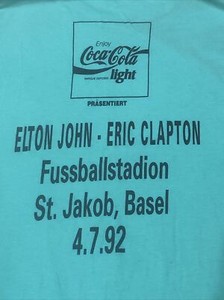 Enjoy
Coca-Cola
light
PRÄSENTIERT
ELTON JOHN - ERIC CLAPTON
Fussballstadion
St. Jakob, Basel
4.7.92